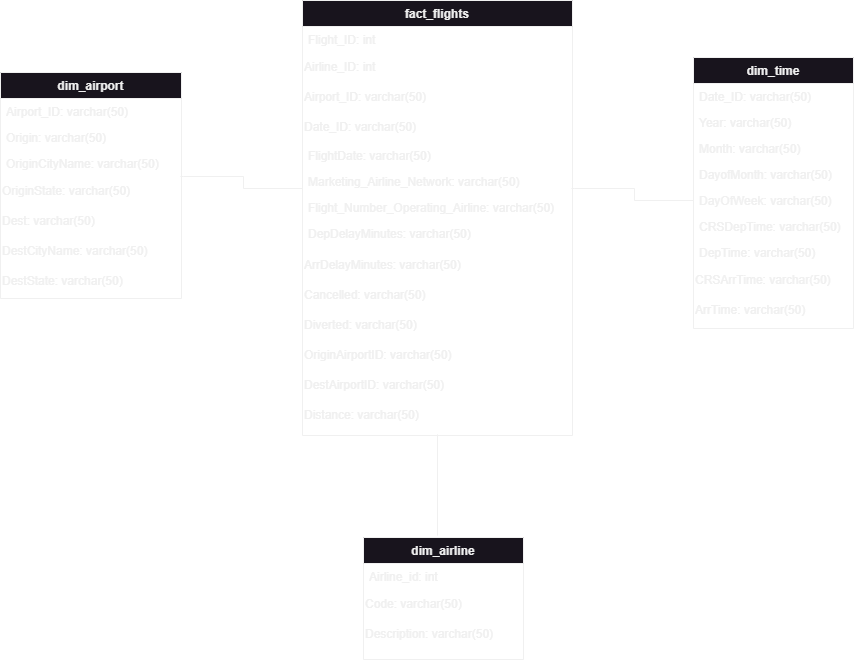 fact_flights
Flight_ID: int
Airline_ID: int
Airport_ID: varchar(50)
Date_ID: varchar(50)
FlightDate: varchar(50)
Marketing_Airline_Network: varchar(50)
Flight_Number_Operating_Airline: varchar(50)
DepDelayMinutes: varchar(50)
ArrDelayMinutes: varchar(50)
Cancelled: varchar(50)
Diverted: varchar(50)
OriginAirportID: varchar(50)
DestAirportID: varchar(50)
Distance: varchar(50)
dim_airport
Airport_ID: varchar(50)
Origin: varchar(50)
OriginCityName: varchar(50)
OriginState: varchar(50)
Dest: varchar(50)
DestCityName: varchar(50)
DestState: varchar(50)
dim_time
Date_ID: varchar(50)
Year: varchar(50)
Month: varchar(50)
DayofMonth: varchar(50)
DayOfWeek: varchar(50)
CRSDepTime: varchar(50)
DepTime: varchar(50)
CRSArrTime: varchar(50)
ArrTime: varchar(50)
dim_airline
Airline_id: int
Code: varchar(50)
Description: varchar(50)